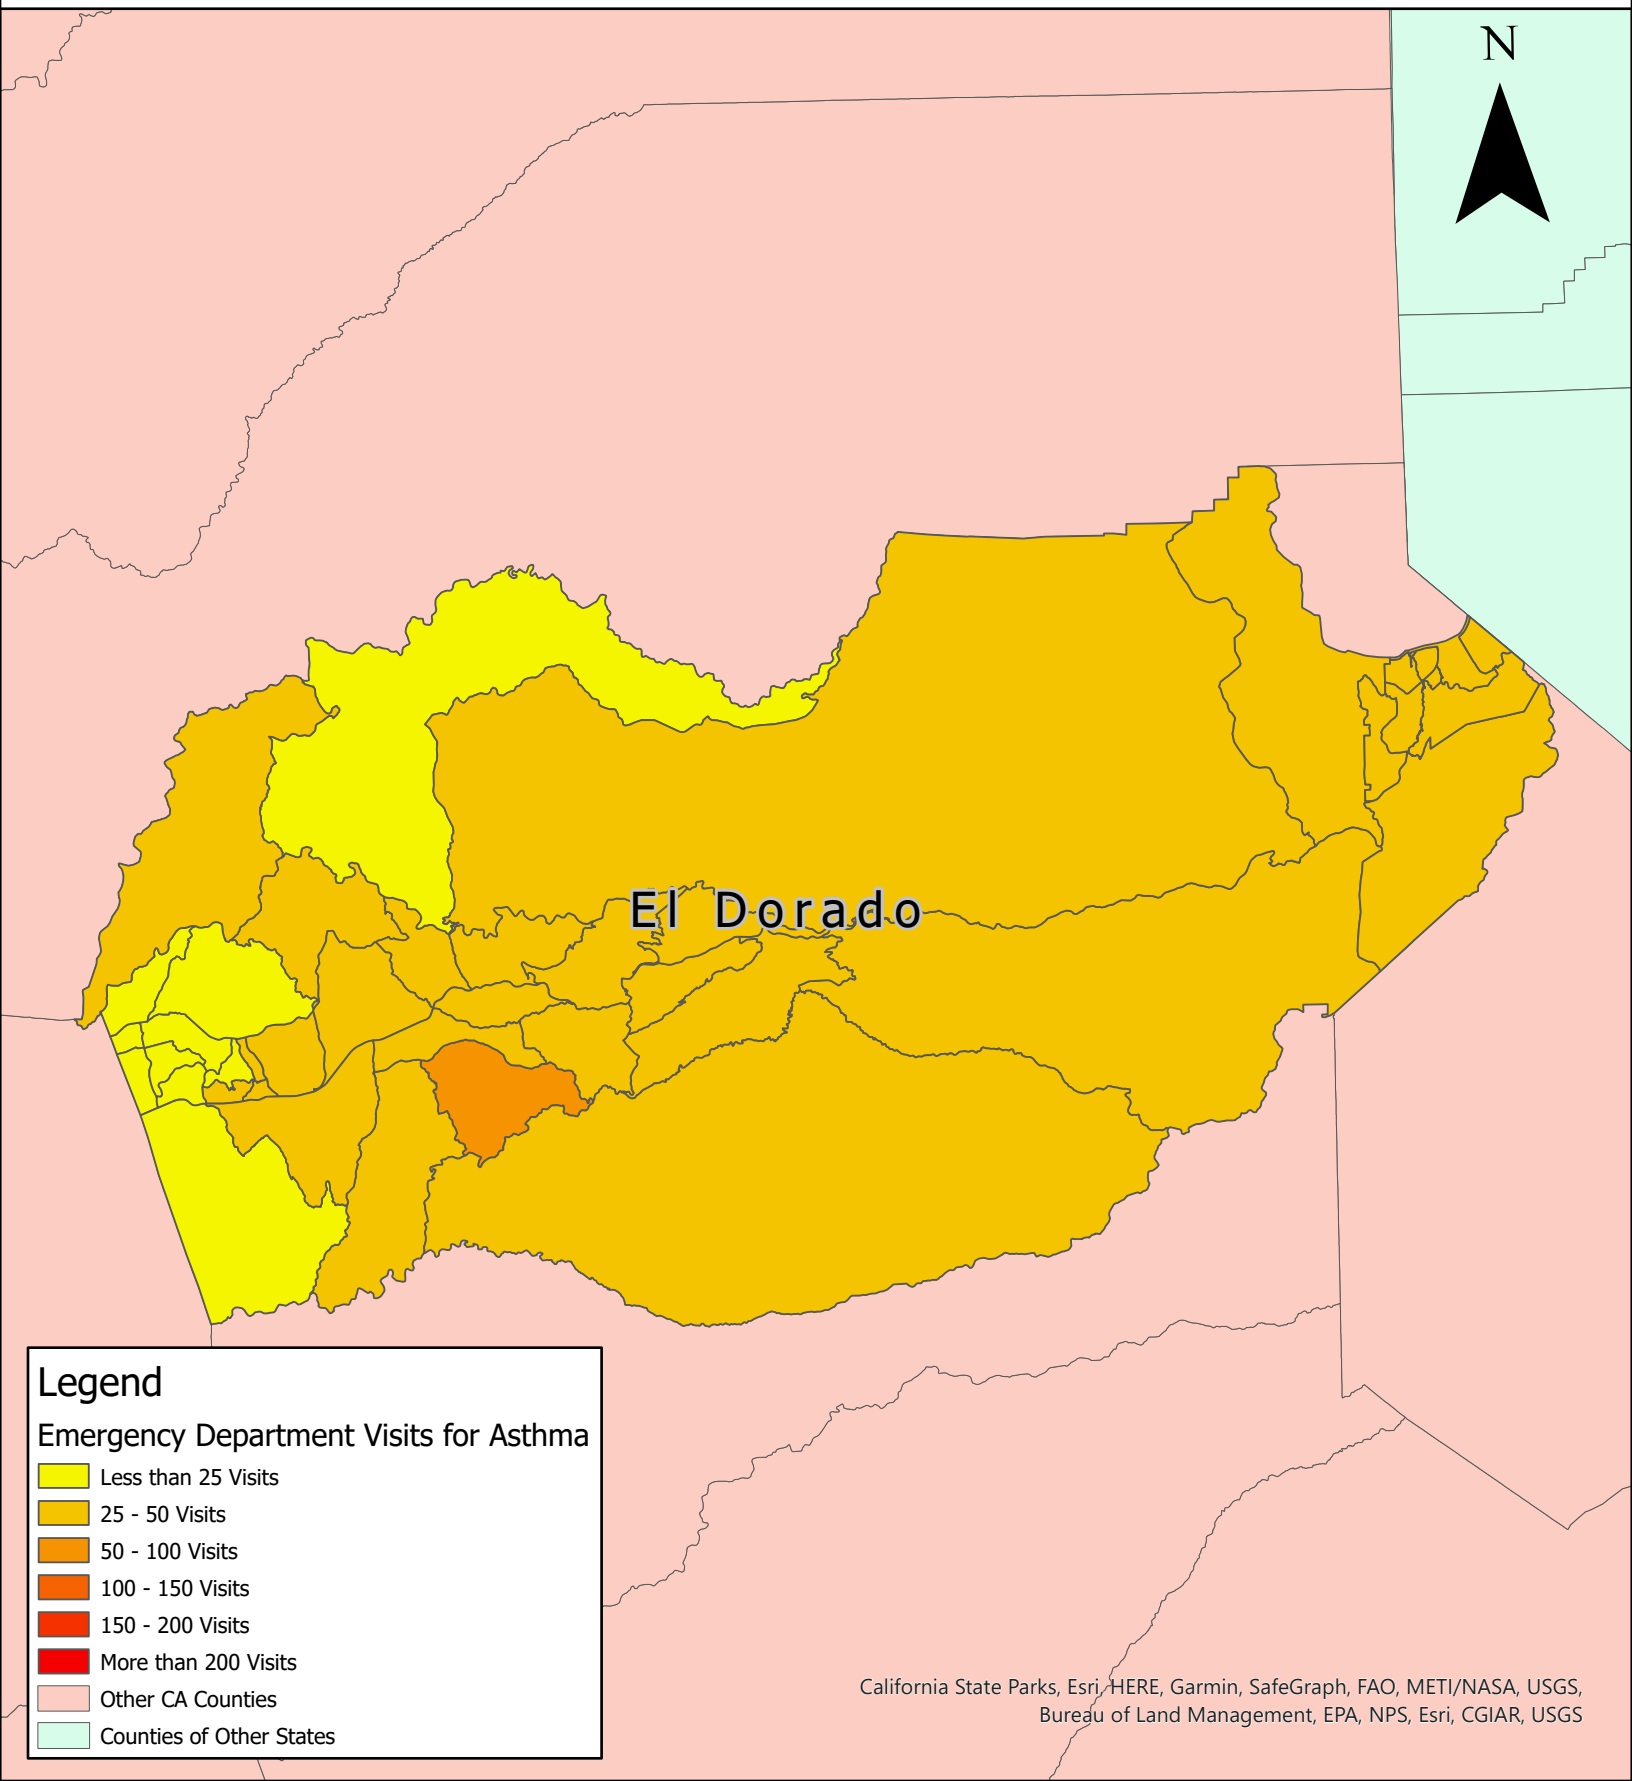 N
El Dorado
Legend
Emergency Department Visits for Asthma
Less than 25 Visits
25 - 50 Visits
50 - 100 Visits
100 - 150 Visits
150 - 200 Visits
More than 200 Visits
Other CA Counties
Counties of Other States
California State Parks, Esri, HERE, Garmin, SafeGraph, FAO, METI/NASA, USGS,
Bureau of Land Management, EPA, NPS, Esri, CGIAR, USGS